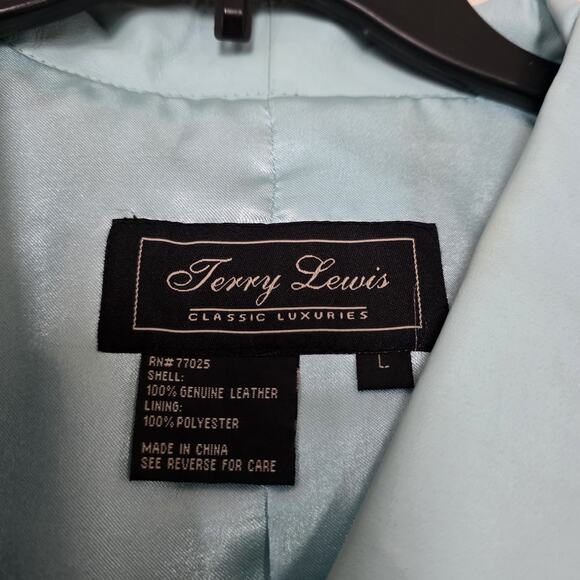 Terry Lewis
CLASSIC LUXURIES
L
RN# 77025
SHELL:
100% GENUINE LEATHER
LINING:
100% POLYESTER
MADE IN CHINA
SEE REVERSE FOR CARE